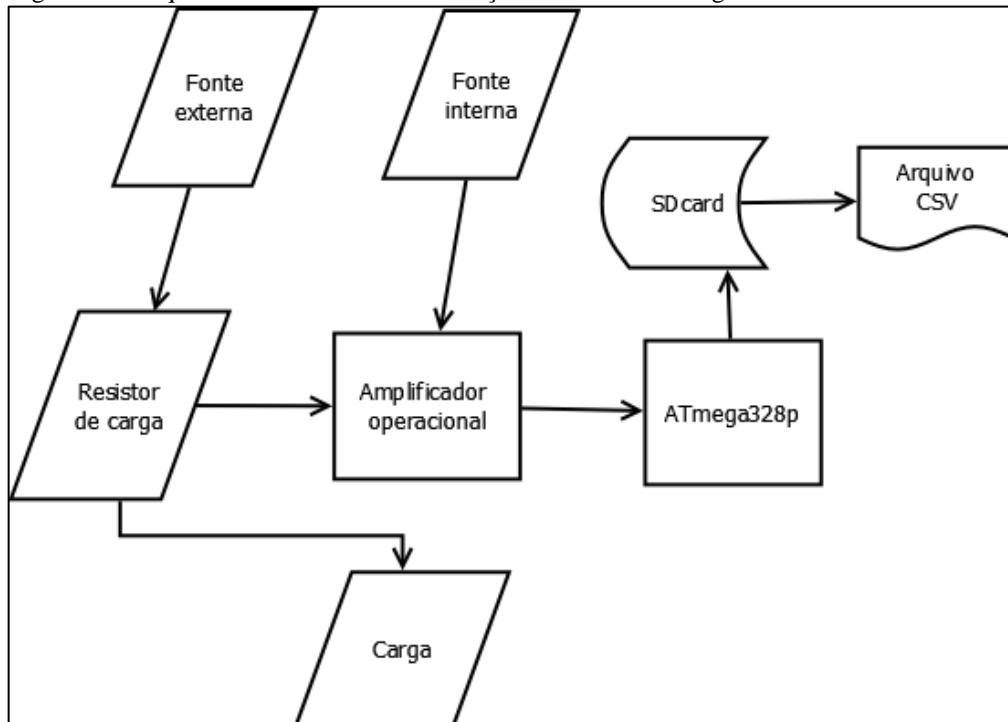 Fonte
externa
Fonte
interna
SDcard
Arquivo
CSV
Resistor
de carga
Amplificador
operacional
ATmega328p
Carga